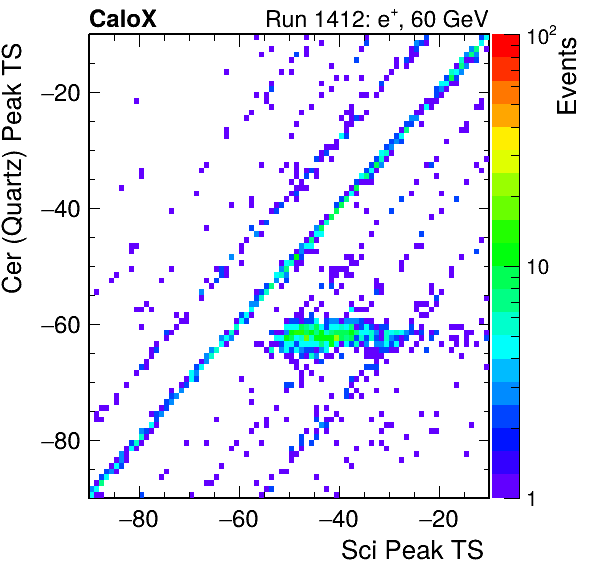 CaloX
Run 1412: e⁺, 60 GeV
Cer (Quartz) Peak TS
−20
−40
−60
−80
−80
−60
−40
−20
Sci Peak TS
10²
10
1
Events